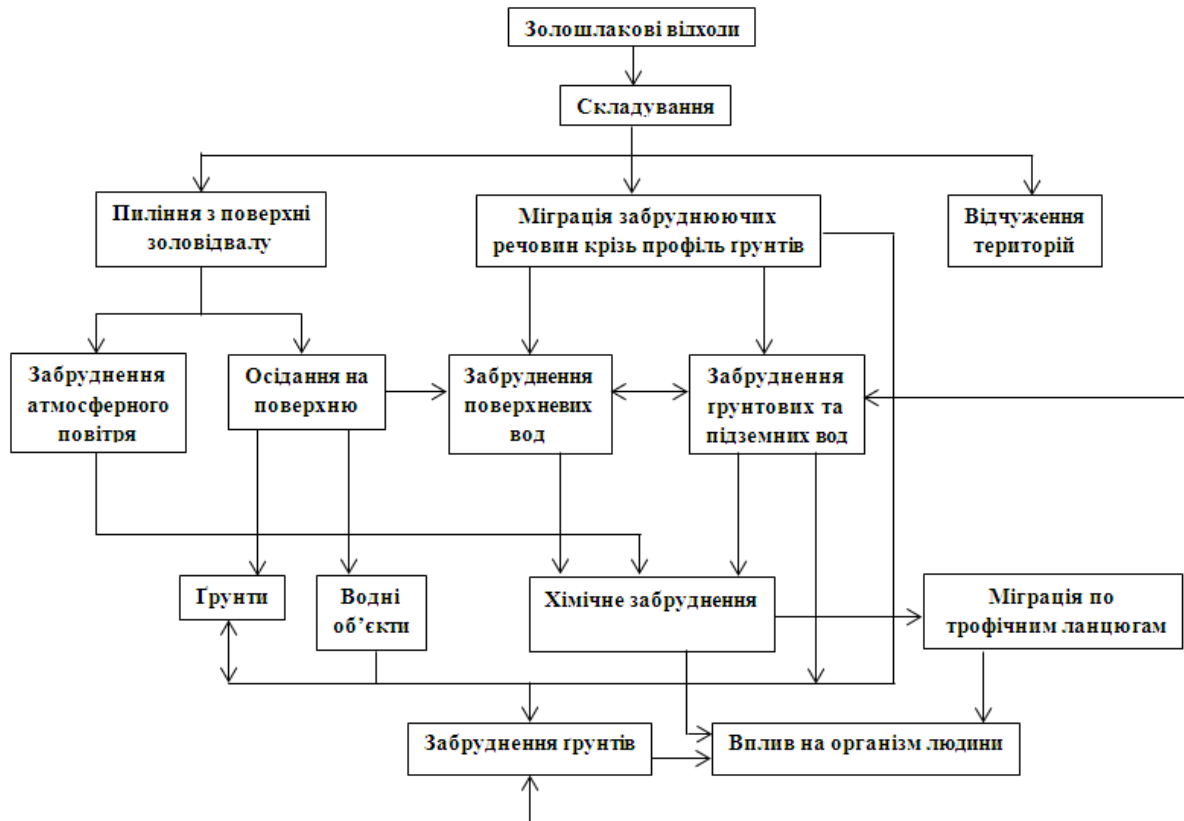 Золошлакові відходи
Складування
Пиління з поверхні
золовідвалу
Міграція забруднюючих
речовин крізь профіль ґрунтів
Відчуження
територій
Забруднення
атмосферного
повітря
Осідання на
поверхню
Забруднення
поверхневих
вод
Забруднення
ґрунтових та
підземних вод
Ґрунти
Водні
об’єкти
Хімічне забруднення
Міграція по
трофічним ланцюгам
Забруднення ґрунтів
Вплив на організм людини